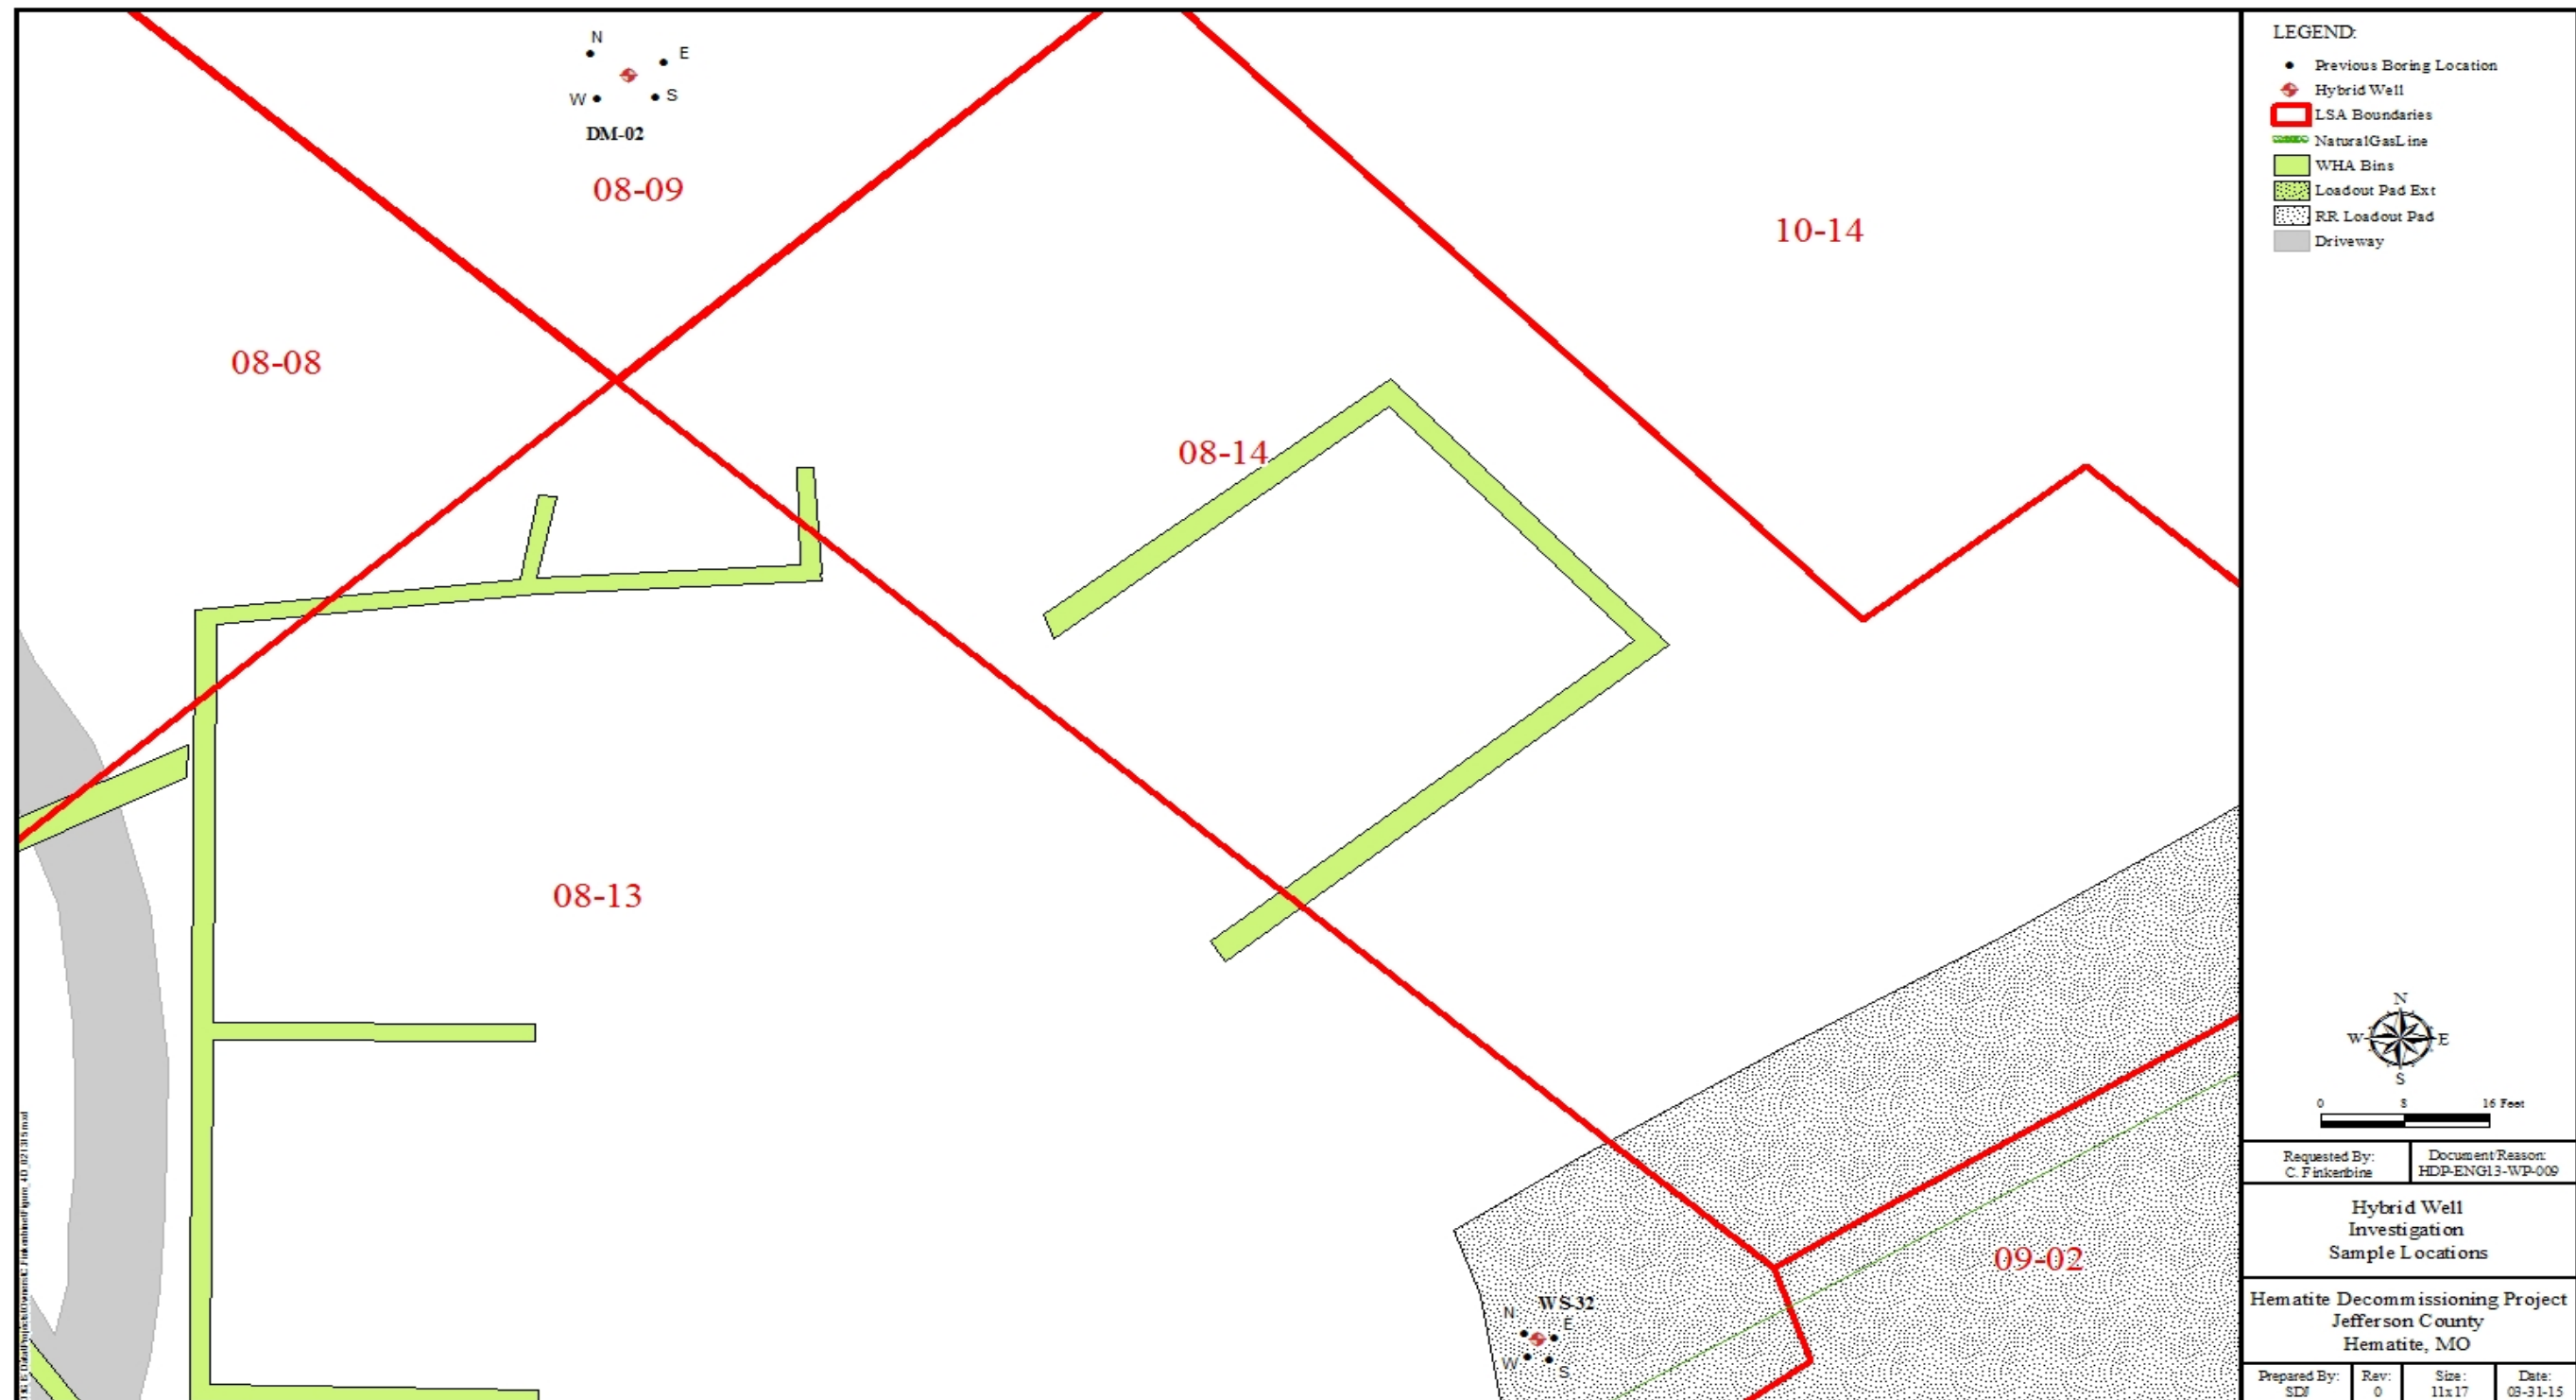 N
E
W
S
DM-02
08-09
10-14
08-08
08-14
08-13
09-02
WS-32
N
E
W
S
LEGEND:
Previous Boring Location
Hybrid Well
LSA Boundaries
NaturalGasLine
WHA Bins
Loadout Pad Ext
RR Loadout Pad
Driveway
N
W
E
S
0 8 16 Feet
Requested By:
C. Finkenbine
Document/Reason:
HDP-ENG13-WP-009
Hybrid Well
Investigation
Sample Locations
Hematite Decommissioning Project
Jefferson County
Hematite, MO
Prepared By:
SDJ
Rev:
0
Size:
11x17
Date:
03-31-15